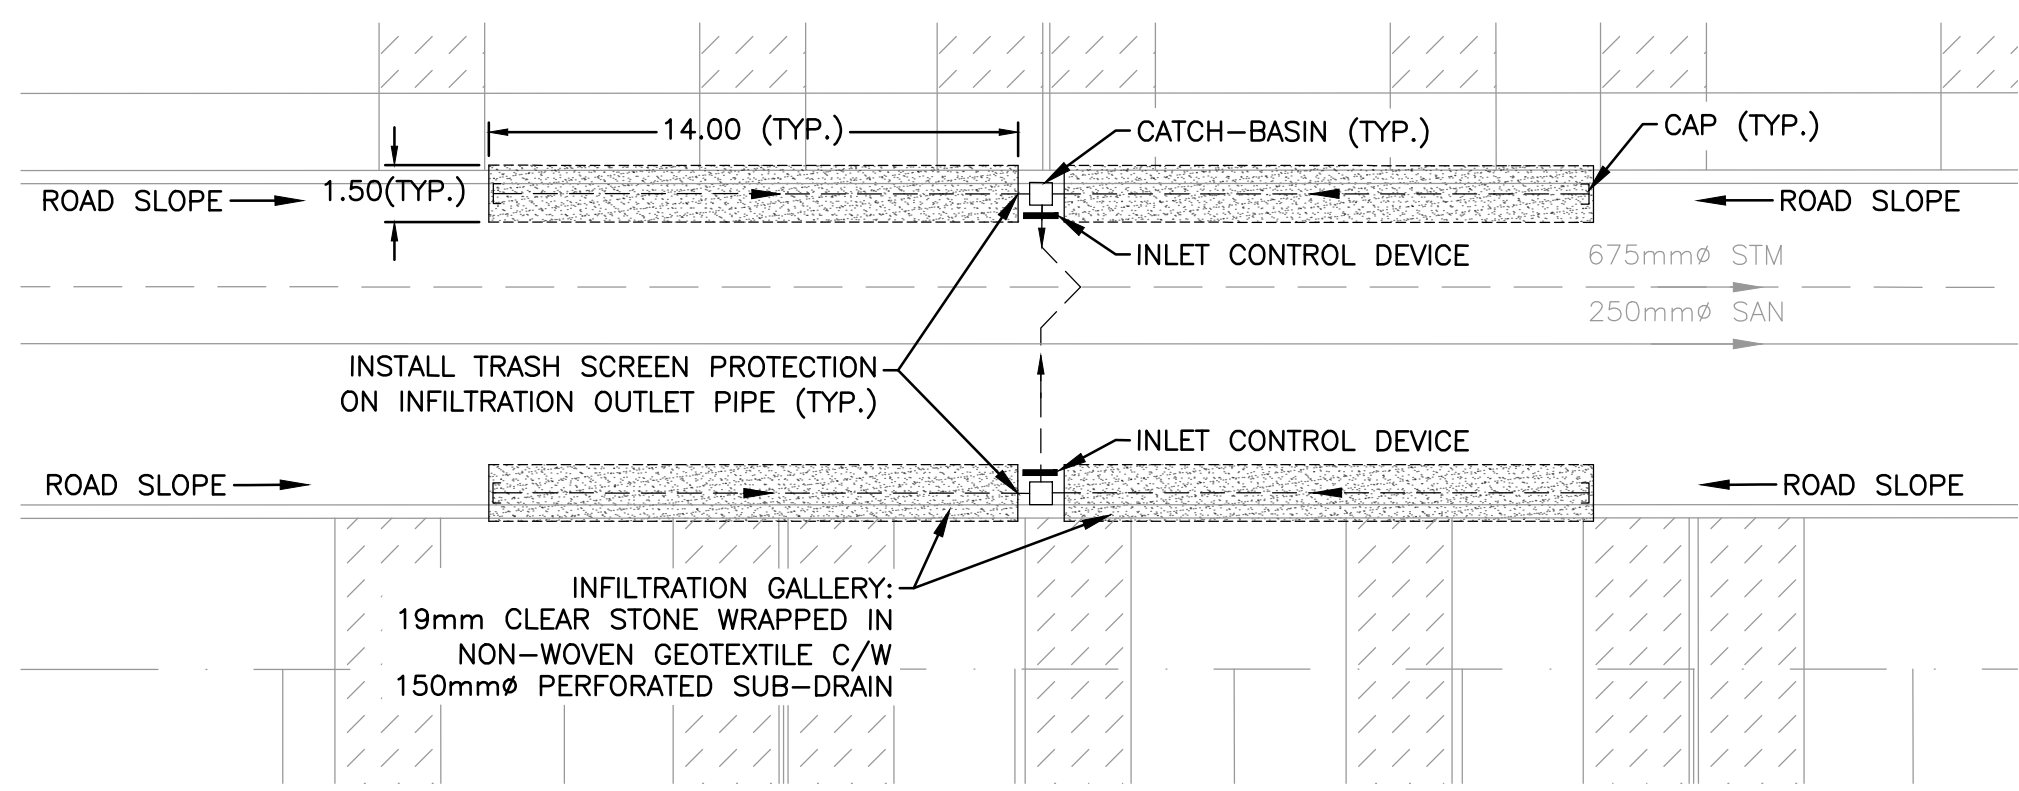 14.00 (TYP.)
CATCH-BASIN (TYP.)
CAP (TYP.)
1.50(TYP.)
ROAD SLOPE
ROAD SLOPE
INLET CONTROL DEVICE
675mmø STM
250mmø SAN
INSTALL TRASH SCREEN PROTECTION
ON INFILTRATION OUTLET PIPE (TYP.)
INLET CONTROL DEVICE
ROAD SLOPE
ROAD SLOPE
INFILTRATION GALLERY:
19mm CLEAR STONE WRAPPED IN
NON-WOVEN GEOTEXTILE C/W
150mmø PERFORATED SUB-DRAIN